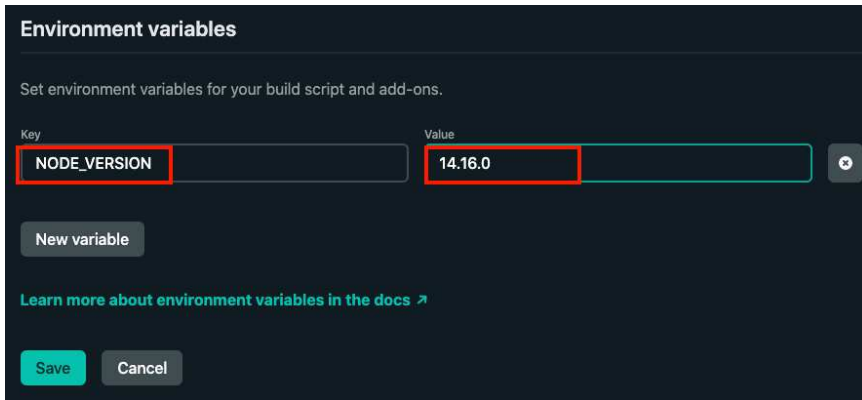 Environment variables
Set environment variables for your build script and add-ons.
Key Value
NODE_VERSION 14.16.0
New variable
Learn more about environment variables in the docs ↗
Save Cancel